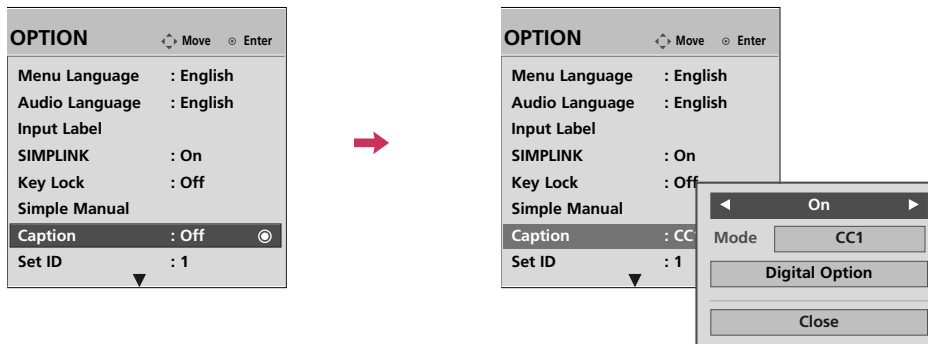 OPTION Move Enter
Menu Language : English
Audio Language : English
Input Label
SIMPLINK : On
Key Lock : Off
Simple Manual
Caption : Off
Set ID : 1
OPTION Move Enter
Menu Language : English
Audio Language : English
Input Label
SIMPLINK : On
Key Lock : Off
Simple Manual
Caption : CC
Set ID : 1
On
Mode CC1
Digital Option
Close